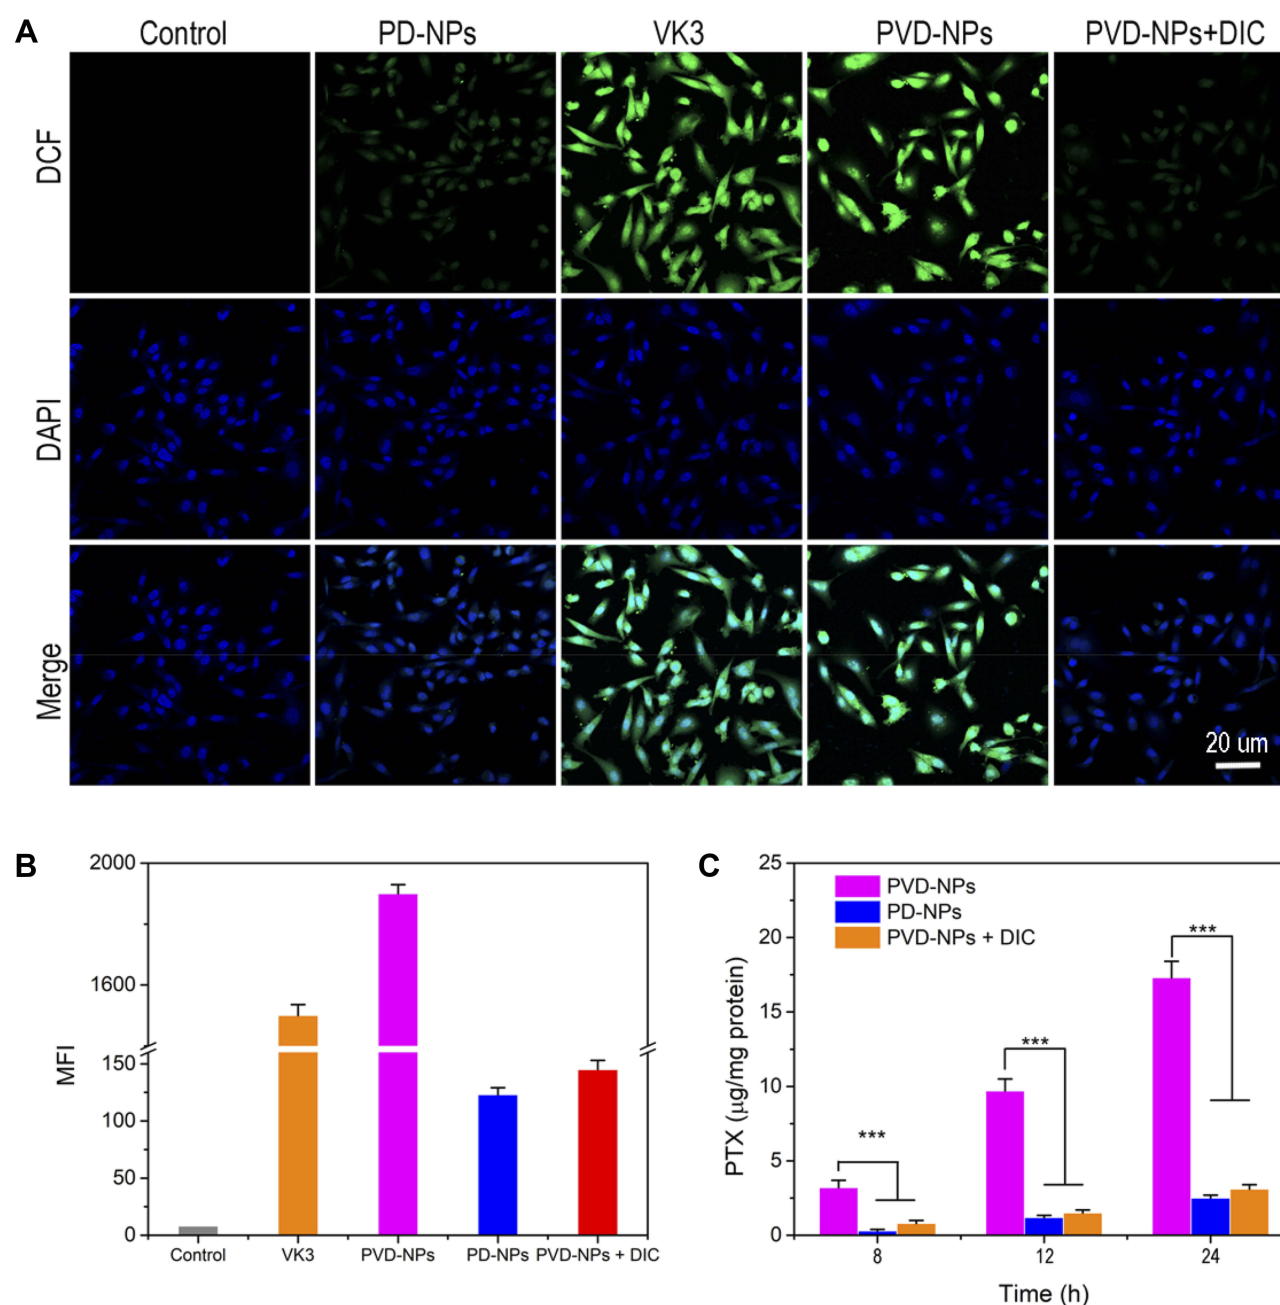 A
Control PD-NPs VK3 PVD-NPs PVD-NPs+DIC
DCF
DAPI
Merge
20 um
B
2000
1600
150
100
50
0
MFI
Control VK3 PVD-NPs PD-NPs PVD-NPs + DIC
C
25
20
15
10
5
0
PTX (μg/mg protein)
PVD-NPs
PD-NPs
PVD-NPs + DIC
***
***
***
8 12 24
Time (h)